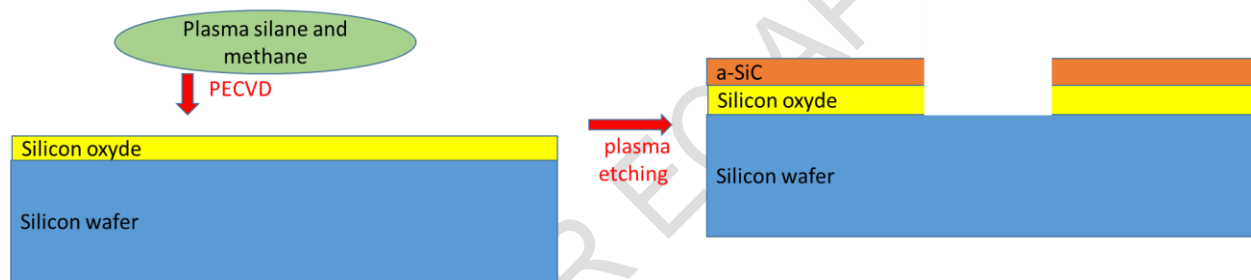 Plasma silane and
methane
PECVD
Silicon oxyde
Silicon wafer
plasma
etching
a-SiC
Silicon oxyde
Silicon wafer